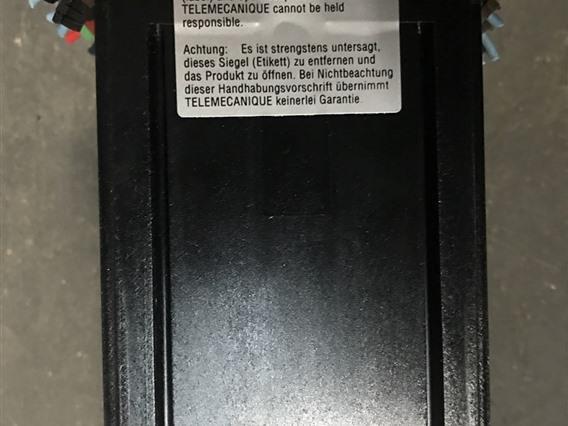 TELEMECANIQUE cannot be held
responsible.
Achtung: Es ist strengstens untersagt,
dieses Siegel (Etikett) zu entfernen und
das Produkt zu öffnen. Bei Nichtbeachtung
dieser Handhabungsvorschrift übernimmt
TELEMECANIQUE keinerlei Garantie.